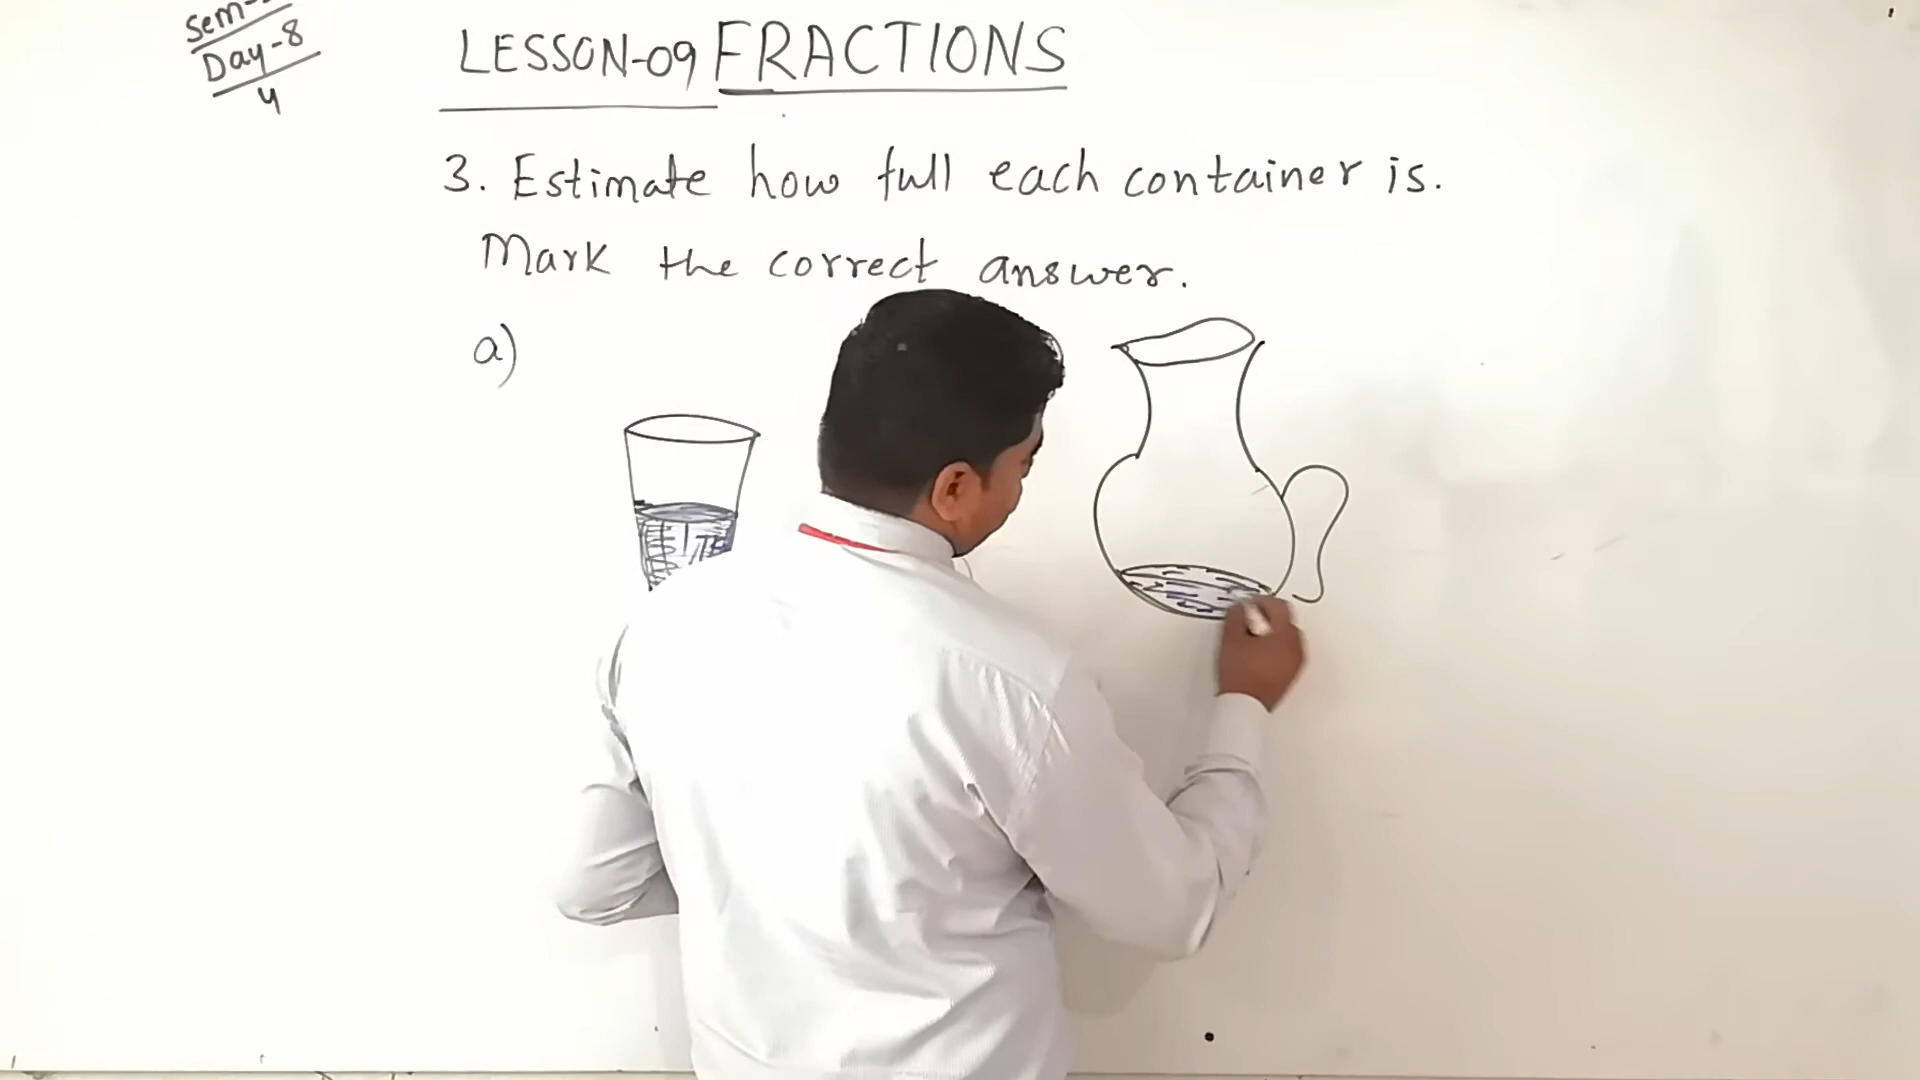 Sem-
Day-8
4
LESSON-09 FRACTIONS
3. Estimate how full each container is.
Mark the correct answer.
a)